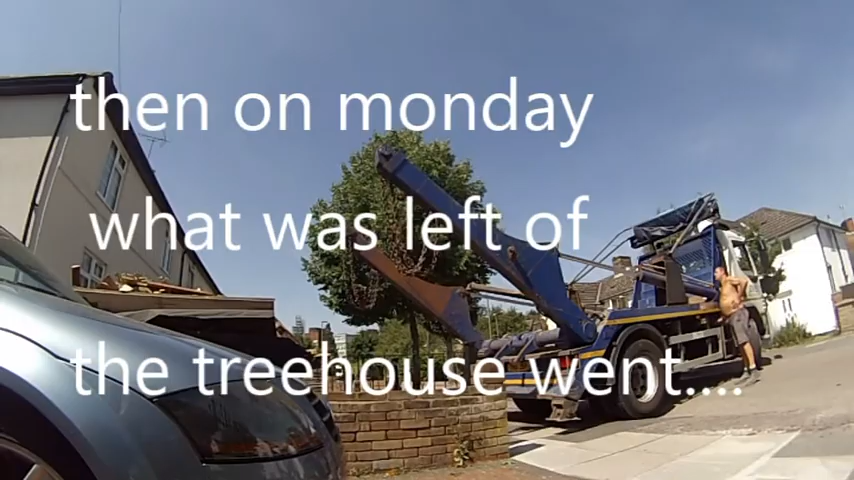 then on monday
what was left of
the treehouse went....